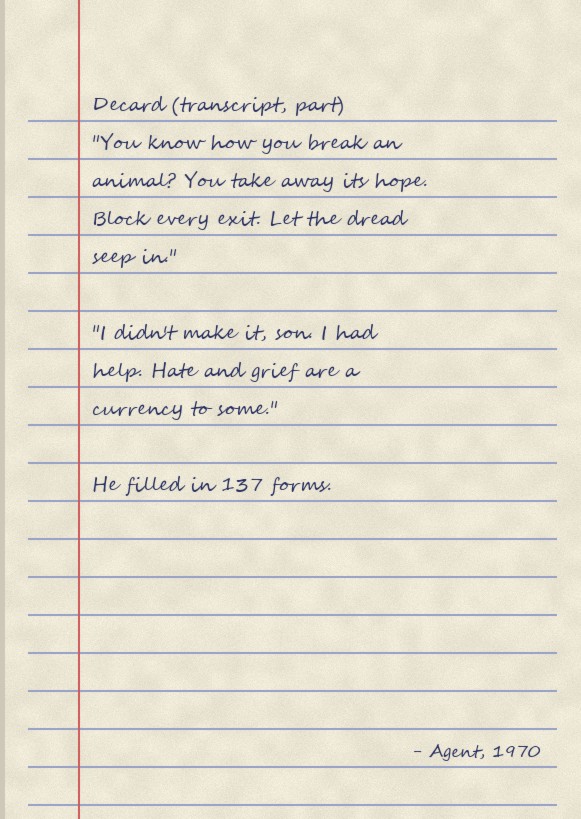 Decard (transcript, part)
"You know how you break an
animal? You take away its hope.
Block every exit. Let the dread
seep in."
"I didn't make it, son. I had
help. Hate and grief are a
currency to some."
He filled in 137 forms.
- Agent, 1970